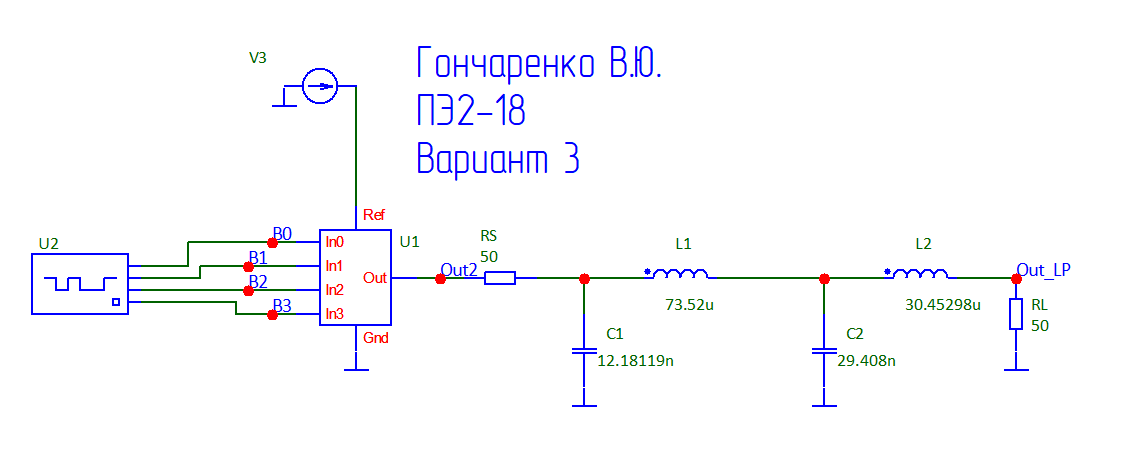 V3
Гончаренко В.Ю.
ПЭ2-18
Вариант 3
Ref
U2
B0
In0
U1
RS
50
L1
L2
B1
In1
Out
Out2
Out_LP
B2
In2
B3
In3
73.52u
30.45298u
RL
50
Gnd
C1
12.18119n
C2
29.408n